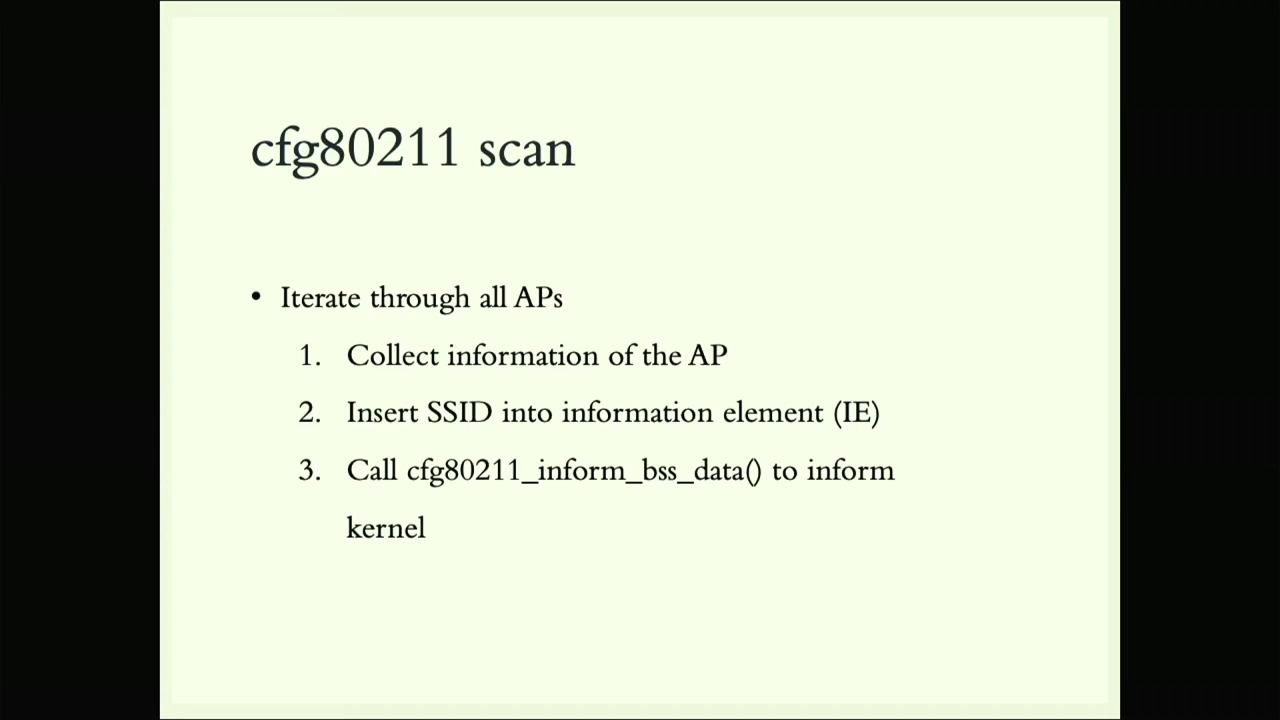 cfg80211 scan
• Iterate through all APs
1. Collect information of the AP
2. Insert SSID into information element (IE)
3. Call cfg80211_inform_bss_data() to inform
kernel